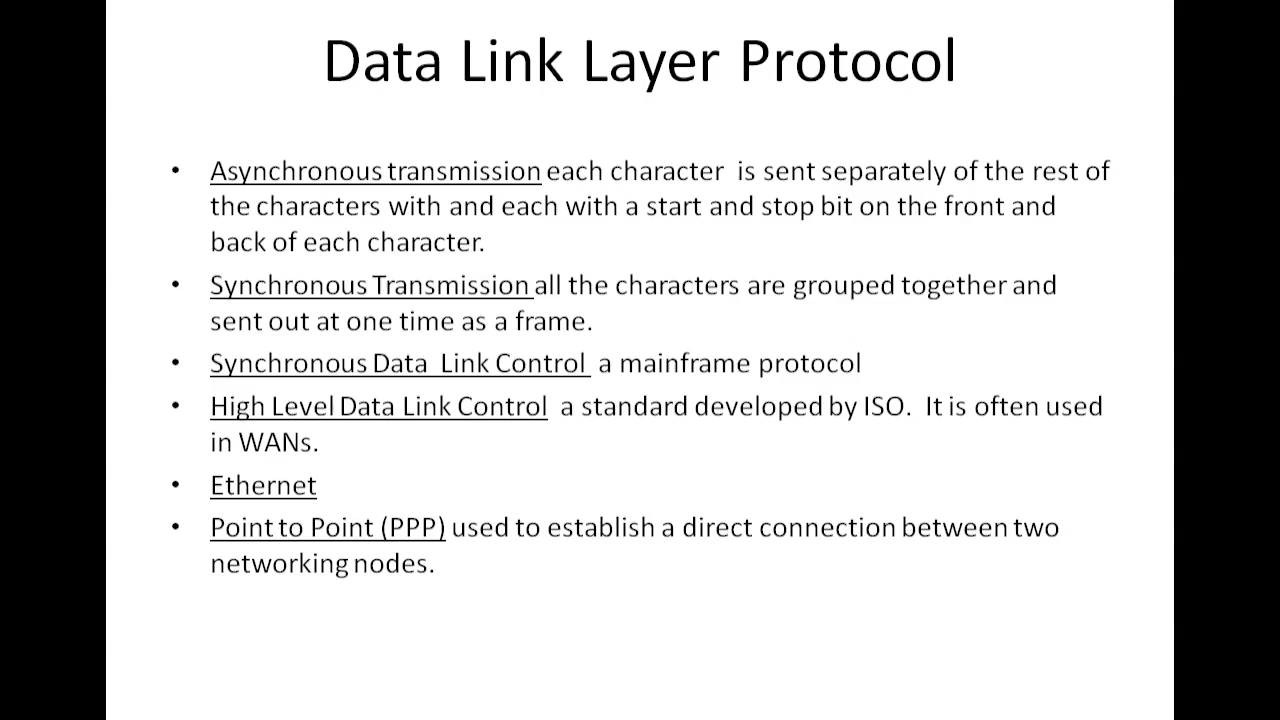 Data Link Layer Protocol
• Asynchronous transmission each character  is sent separately of the rest of
the characters with and each with a start and stop bit on the front and
back of each character.
• Synchronous Transmission all the characters are grouped together and
sent out at one time as a frame.
• Synchronous Data  Link Control  a mainframe protocol
• High Level Data Link Control  a standard developed by ISO.  It is often used
in WANs.
• Ethernet
• Point to Point (PPP) used to establish a direct connection between two
networking nodes.